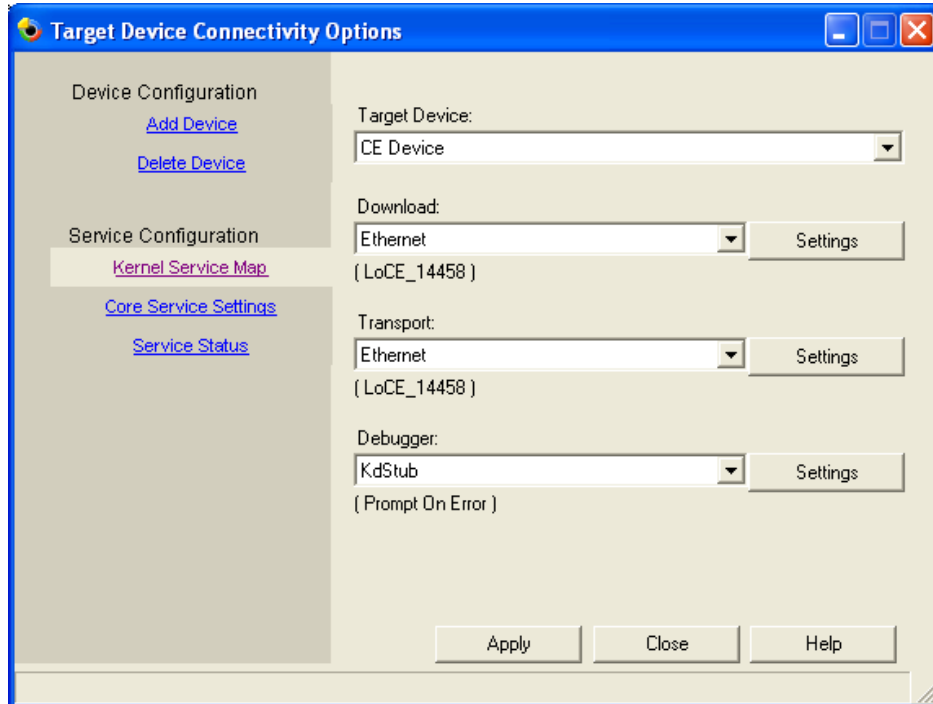 Target Device Connectivity Options
Device Configuration
Add Device
Delete Device
Service Configuration
Kernel Service Map
Core Service Settings
Service Status
Target Device:
CE Device
Download:
Ethernet
Settings
( LoCE_14458 )
Transport:
Ethernet
Settings
( LoCE_14458 )
Debugger:
KdStub
Settings
( Prompt On Error )
Apply
Close
Help